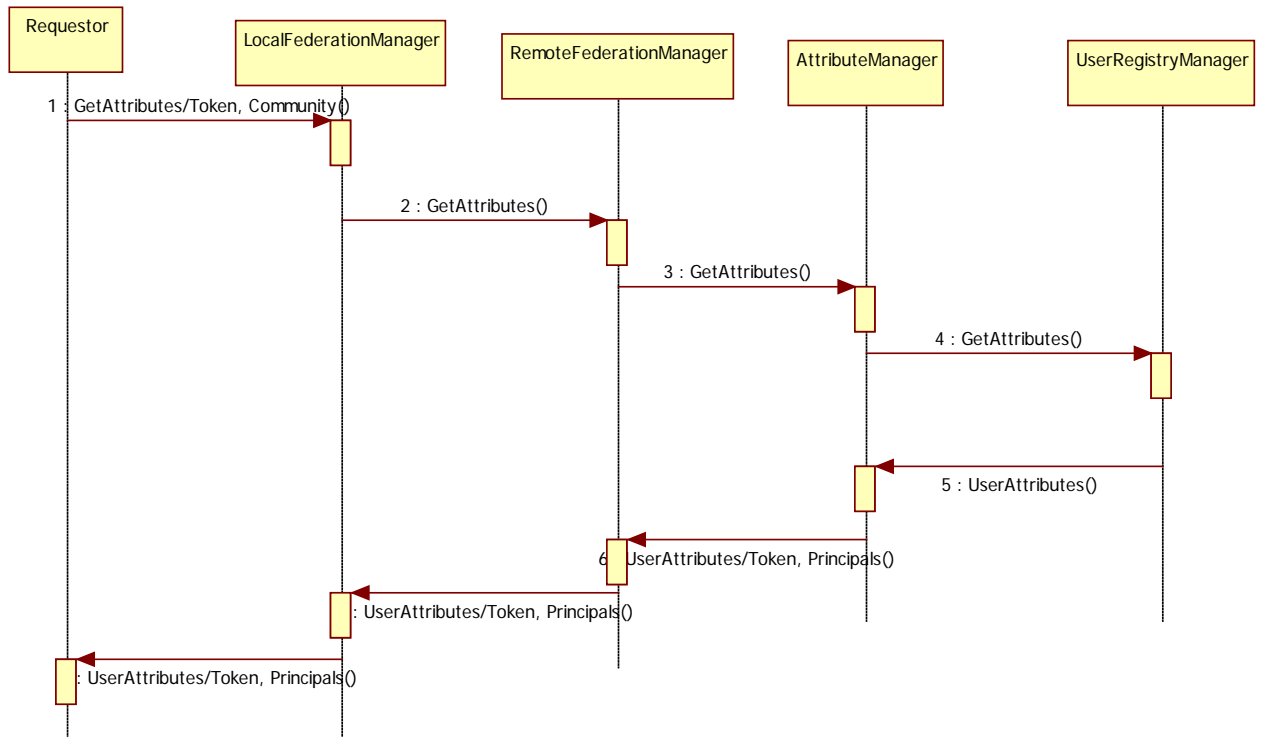 Requestor
LocalFederationManager
RemoteFederationManager
AttributeManager
UserRegistryManager
1 : GetAttributes/Token, Community()
2 : GetAttributes()
3 : GetAttributes()
4 : GetAttributes()
5 : UserAttributes()
6 UserAttributes/Token, Principals()
: UserAttributes/Token, Principals()
: UserAttributes/Token, Principals()